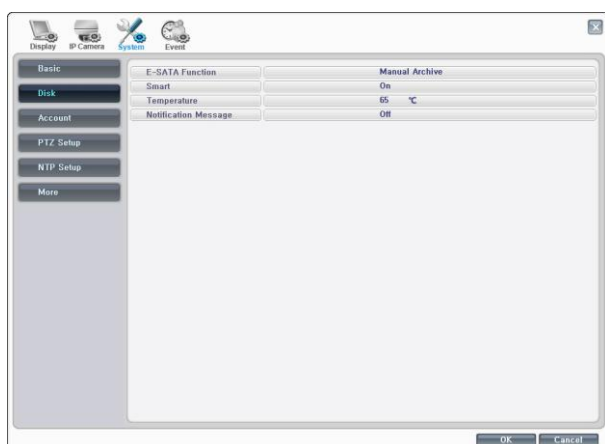 Display IP Camera System Event
Basic
Disk
Account
PTZ Setup
NTP Setup
More
E-SATA Function Manual Archive
Smart On
Temperature 65 ℃
Notification Message Off
OK Cancel